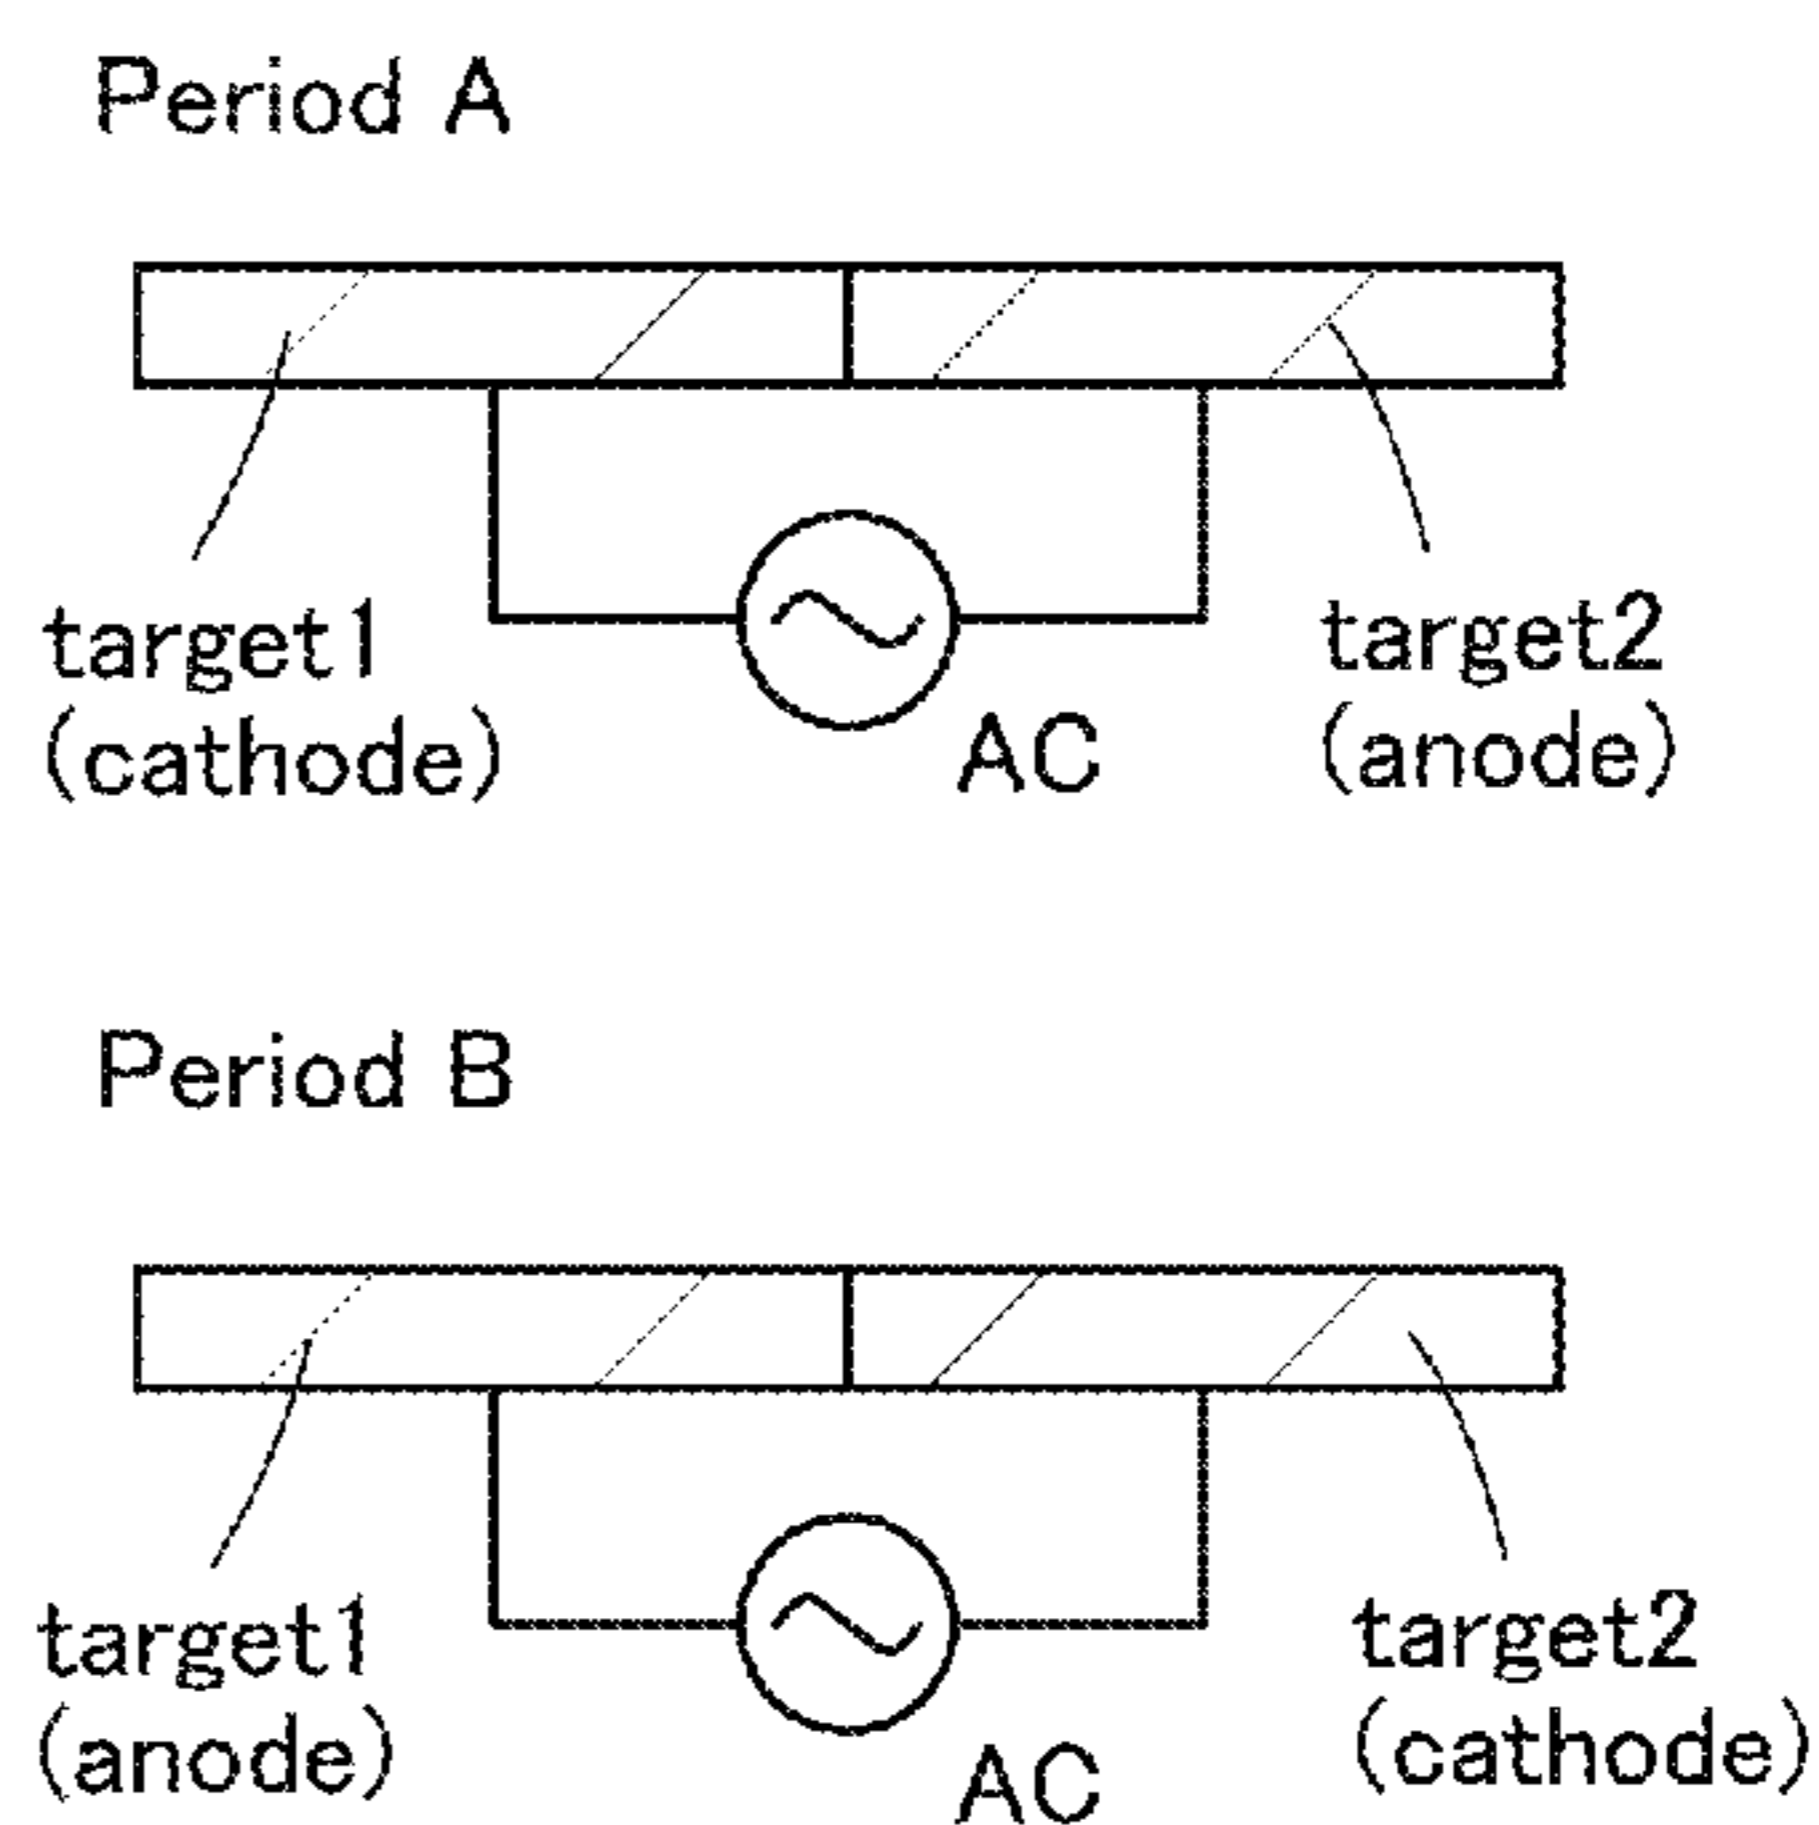 Period A
target1
(cathode)
AC
target2
(anode)
Period B
target1
(anode)
AC
target2
(cathode)